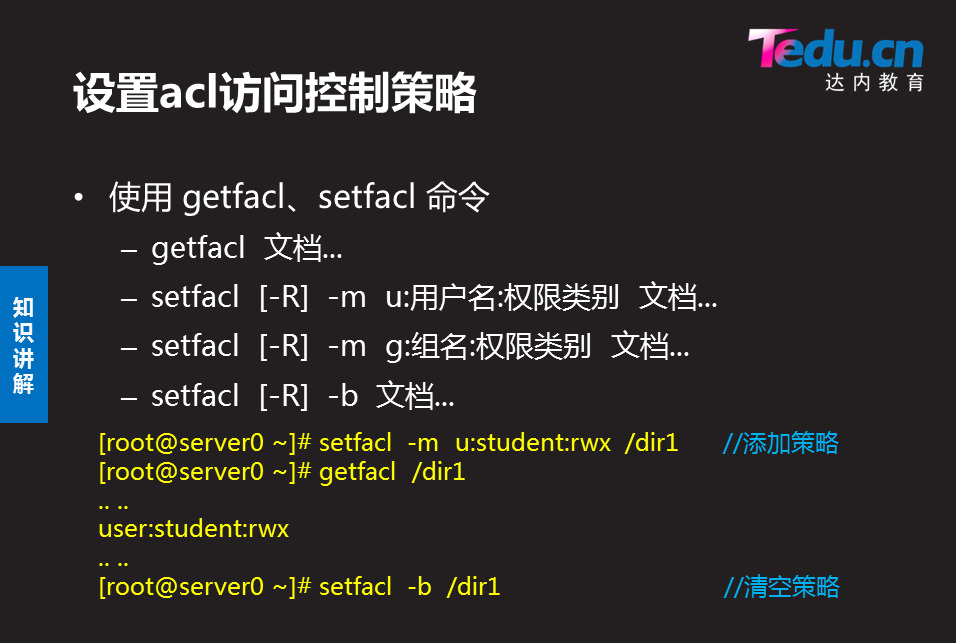 Tedu.cn
达内教育
设置acl访问控制策略
• 使用 getfacl、setfacl 命令
– getfacl 文档...
– setfacl [-R] -m u:用户名:权限类别 文档...
– setfacl [-R] -m g:组名:权限类别 文档...
– setfacl [-R] -b 文档...
知识讲解
[root@server0 ~]# setfacl -m u:student:rwx /dir1 //添加策略
[root@server0 ~]# getfacl /dir1
.. ..
user:student:rwx
.. ..
[root@server0 ~]# setfacl -b /dir1 //清空策略